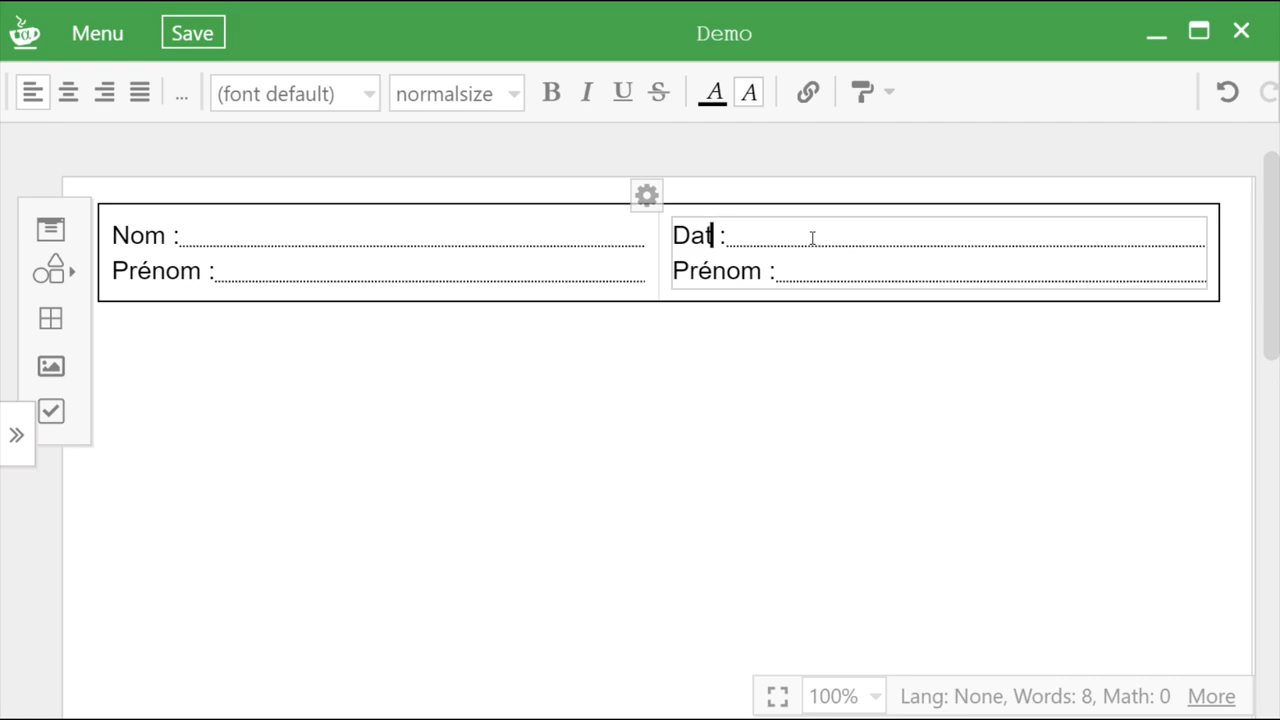 Menu Save Demo
... (font default) normalsize B I U S A A
Nom : Dat :
Prénom : Prénom :
100% Lang: None, Words: 8, Math: 0 More